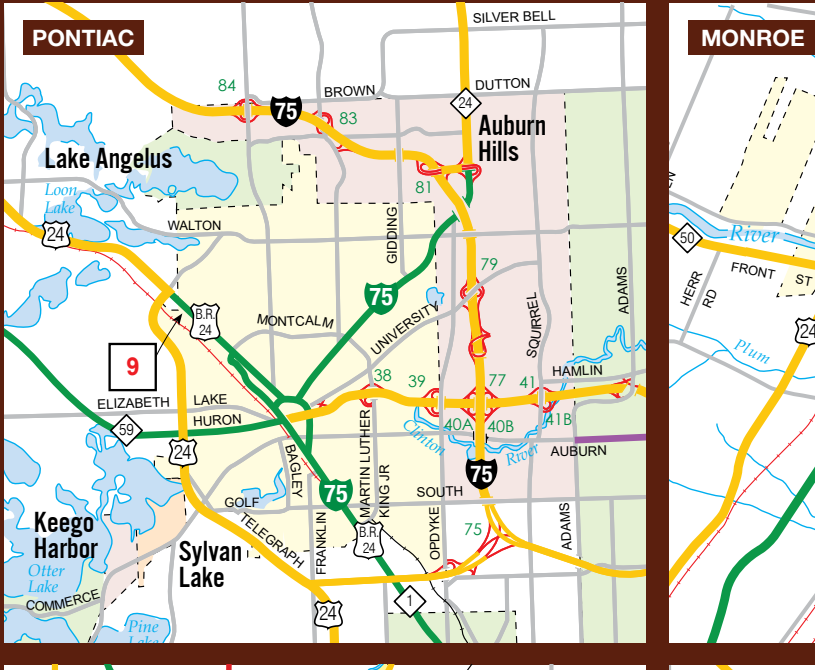 PONTIAC
SILVER BELL
84
BROWN
DUTTON
75
83
24
Auburn
Hills
Lake Angelus
81
Loon
Lake
24
WALTON
GIDDING
79
ADAMS
75
B.R.
24
MONTCALM
UNIVERSITY
SQUIRREL
9
HAMLIN
38
39
77
41
ELIZABETH
LAKE
HURON
59
40A
40B
41B
Clinton
River
AUBURN
24
BAGLEY
MARTIN LUTHER
KING JR
75
75
SOUTH
GOLF
TELEGRAPH
FRANKLIN
OPDYKE
ADAMS
75
B.R.
24
Keego
Harbor
Sylvan
Lake
Otter
Lake
COMMERCE
24
1
Pine
Lake
MONROE
50
River
FRONT
ST
HERR
RD
24
Plum